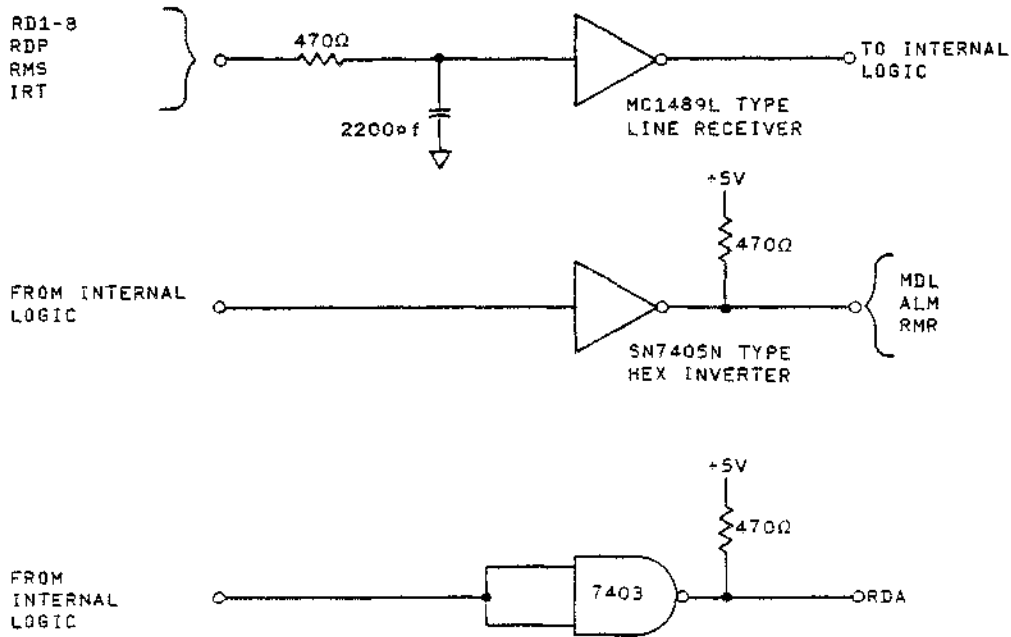 RD1-8
RDP
RMS
IRT
470Ω
2200pf
MC1489L TYPE
LINE RECEIVER
TO INTERNAL
LOGIC
+5V
470Ω
FROM INTERNAL
LOGIC
SN7405N TYPE
HEX INVERTER
MDL
ALM
RMR
+5V
470Ω
FROM
INTERNAL
LOGIC
7403
RDA